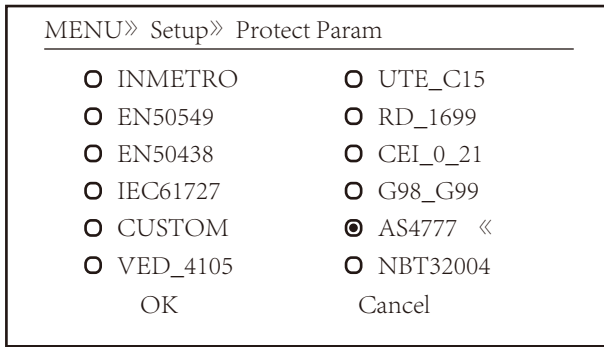 MENU》 Setup》 Protect Param
INMETRO UTE_C15
EN50549 RD_1699
EN50438 CEI_0_21
IEC61727 G98_G99
CUSTOM AS4777 《
VED_4105 NBT32004
OK Cancel